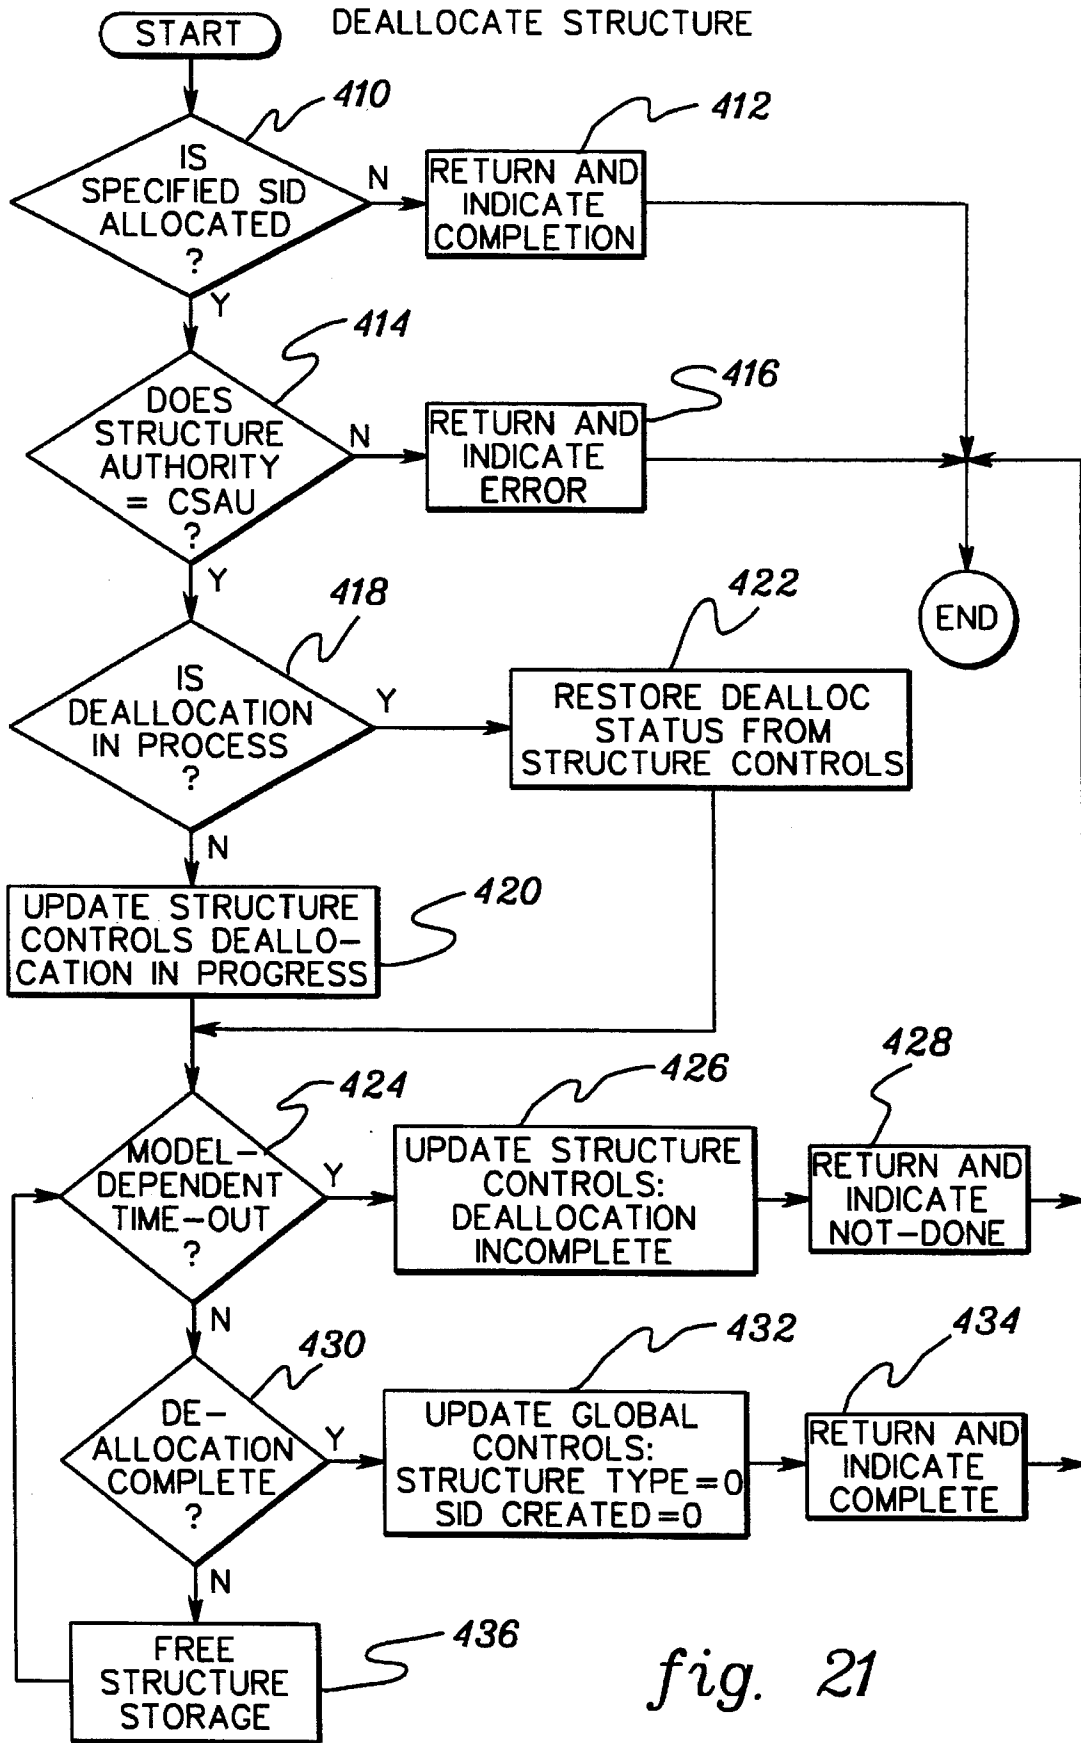 DEALLOCATE STRUCTURE
START
410
IS
SPECIFIED SID
ALLOCATED
?
N
Y
412
RETURN AND
INDICATE
COMPLETION
414
DOES
STRUCTURE
AUTHORITY
= CSAU
?
N
Y
416
RETURN AND
INDICATE
ERROR
END
418
IS
DEALLOCATION
IN PROCESS
?
Y
N
422
RESTORE DEALLOC
STATUS FROM
STRUCTURE CONTROLS
420
UPDATE STRUCTURE
CONTROLS DEALLO-
CATION IN PROGRESS
424
MODEL-
DEPENDENT
TIME-OUT
?
Y
N
426
UPDATE STRUCTURE
CONTROLS:
DEALLOCATION
INCOMPLETE
428
RETURN AND
INDICATE
NOT-DONE
430
DE-
ALLOCATION
COMPLETE
?
Y
N
432
UPDATE GLOBAL
CONTROLS:
STRUCTURE TYPE=0
SID CREATED=0
434
RETURN AND
INDICATE
COMPLETE
436
FREE
STRUCTURE
STORAGE
fig. 21